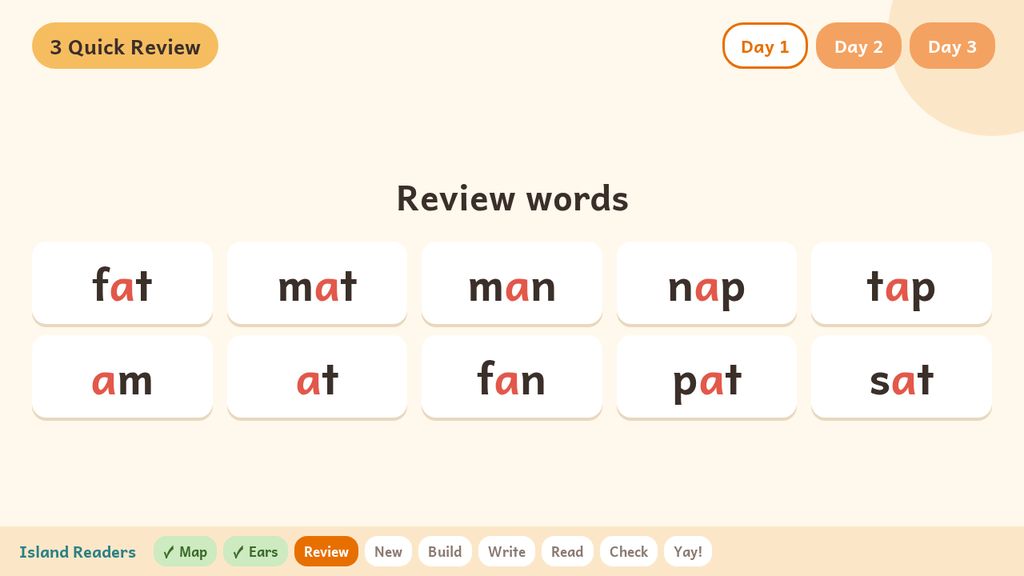 3 Quick Review
Day 1 Day 2 Day 3
Review words
fat mat man nap tap
am at fan pat sat
Island Readers ✓ Map ✓ Ears Review New Build Write Read Check Yay!